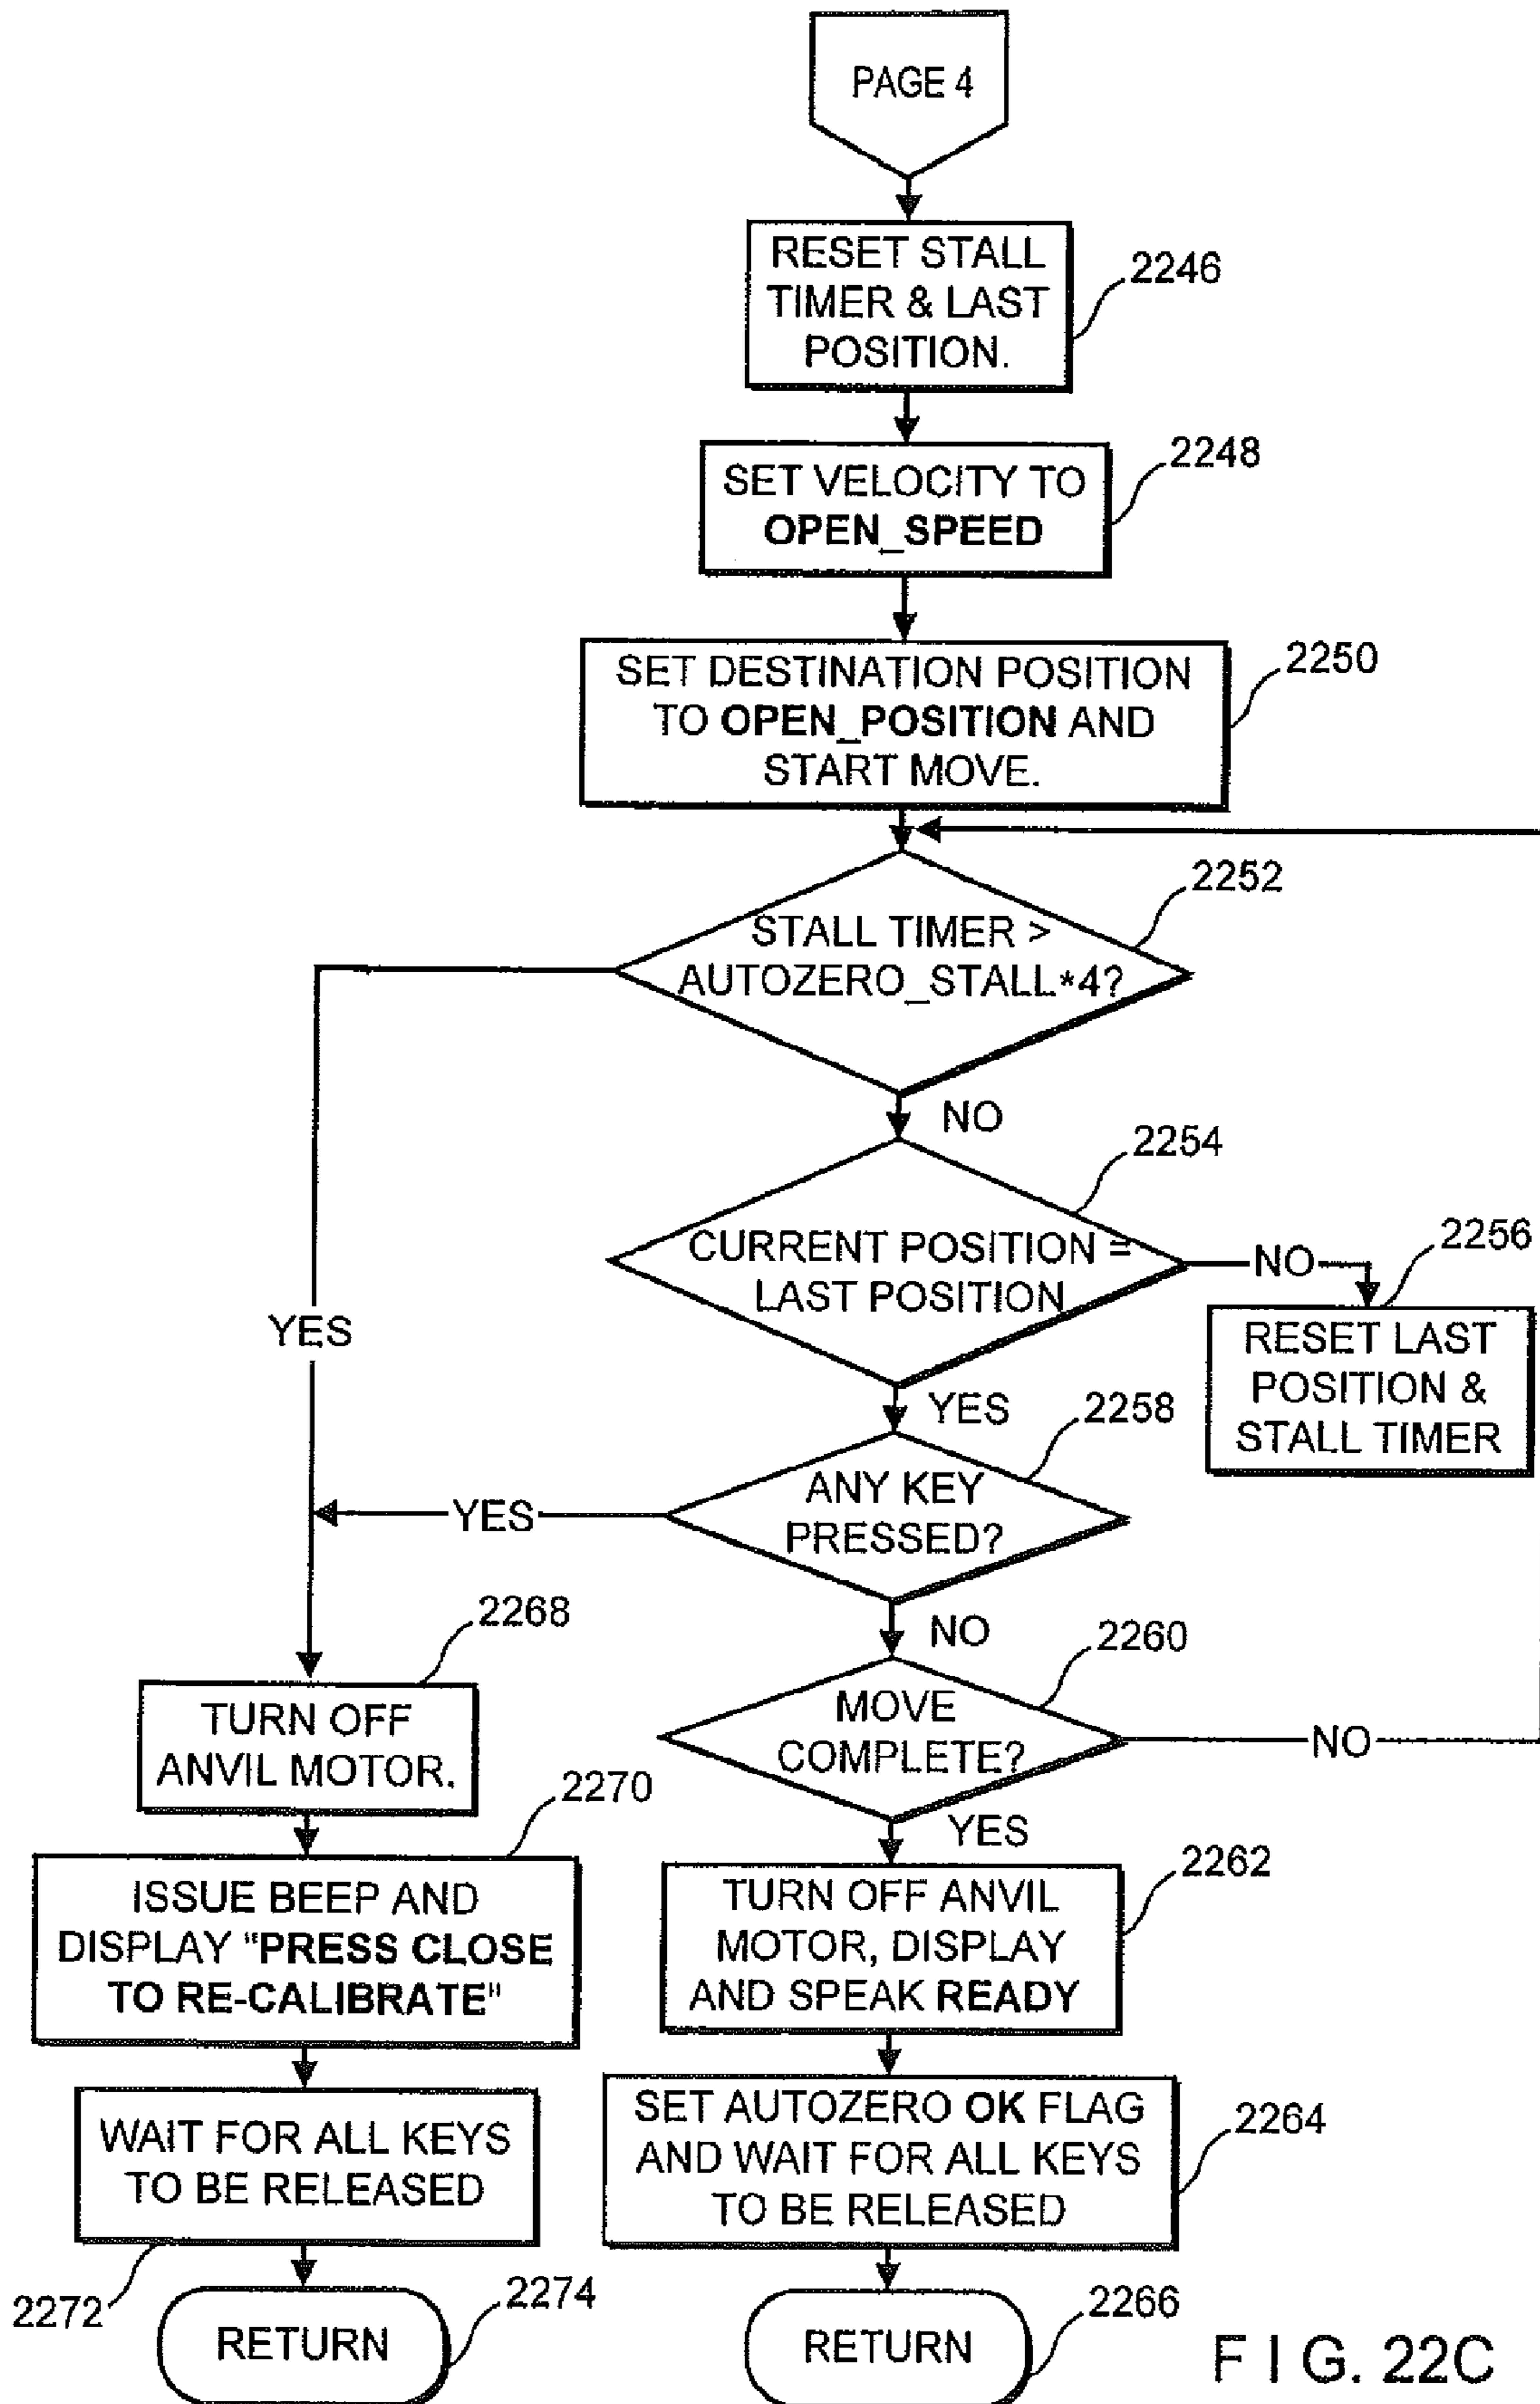 PAGE 4
RESET STALL
TIMER & LAST
POSITION.
2246
SET VELOCITY TO
OPEN_SPEED
2248
SET DESTINATION POSITION
TO OPEN_POSITION AND
START MOVE.
2250
STALL TIMER >
AUTOZERO_STALL*4?
2252
YES
NO
CURRENT POSITION =
LAST POSITION
2254
NO
RESET LAST
POSITION &
STALL TIMER
2256
YES
ANY KEY
PRESSED?
2258
YES
NO
MOVE
COMPLETE?
2260
NO
YES
TURN OFF
ANVIL MOTOR.
2268
ISSUE BEEP AND
DISPLAY "PRESS CLOSE
TO RE-CALIBRATE"
2270
WAIT FOR ALL KEYS
TO BE RELEASED
2272
RETURN
2274
TURN OFF ANVIL
MOTOR, DISPLAY
AND SPEAK READY
2262
SET AUTOZERO OK FLAG
AND WAIT FOR ALL KEYS
TO BE RELEASED
2264
RETURN
2266
F I G. 22C